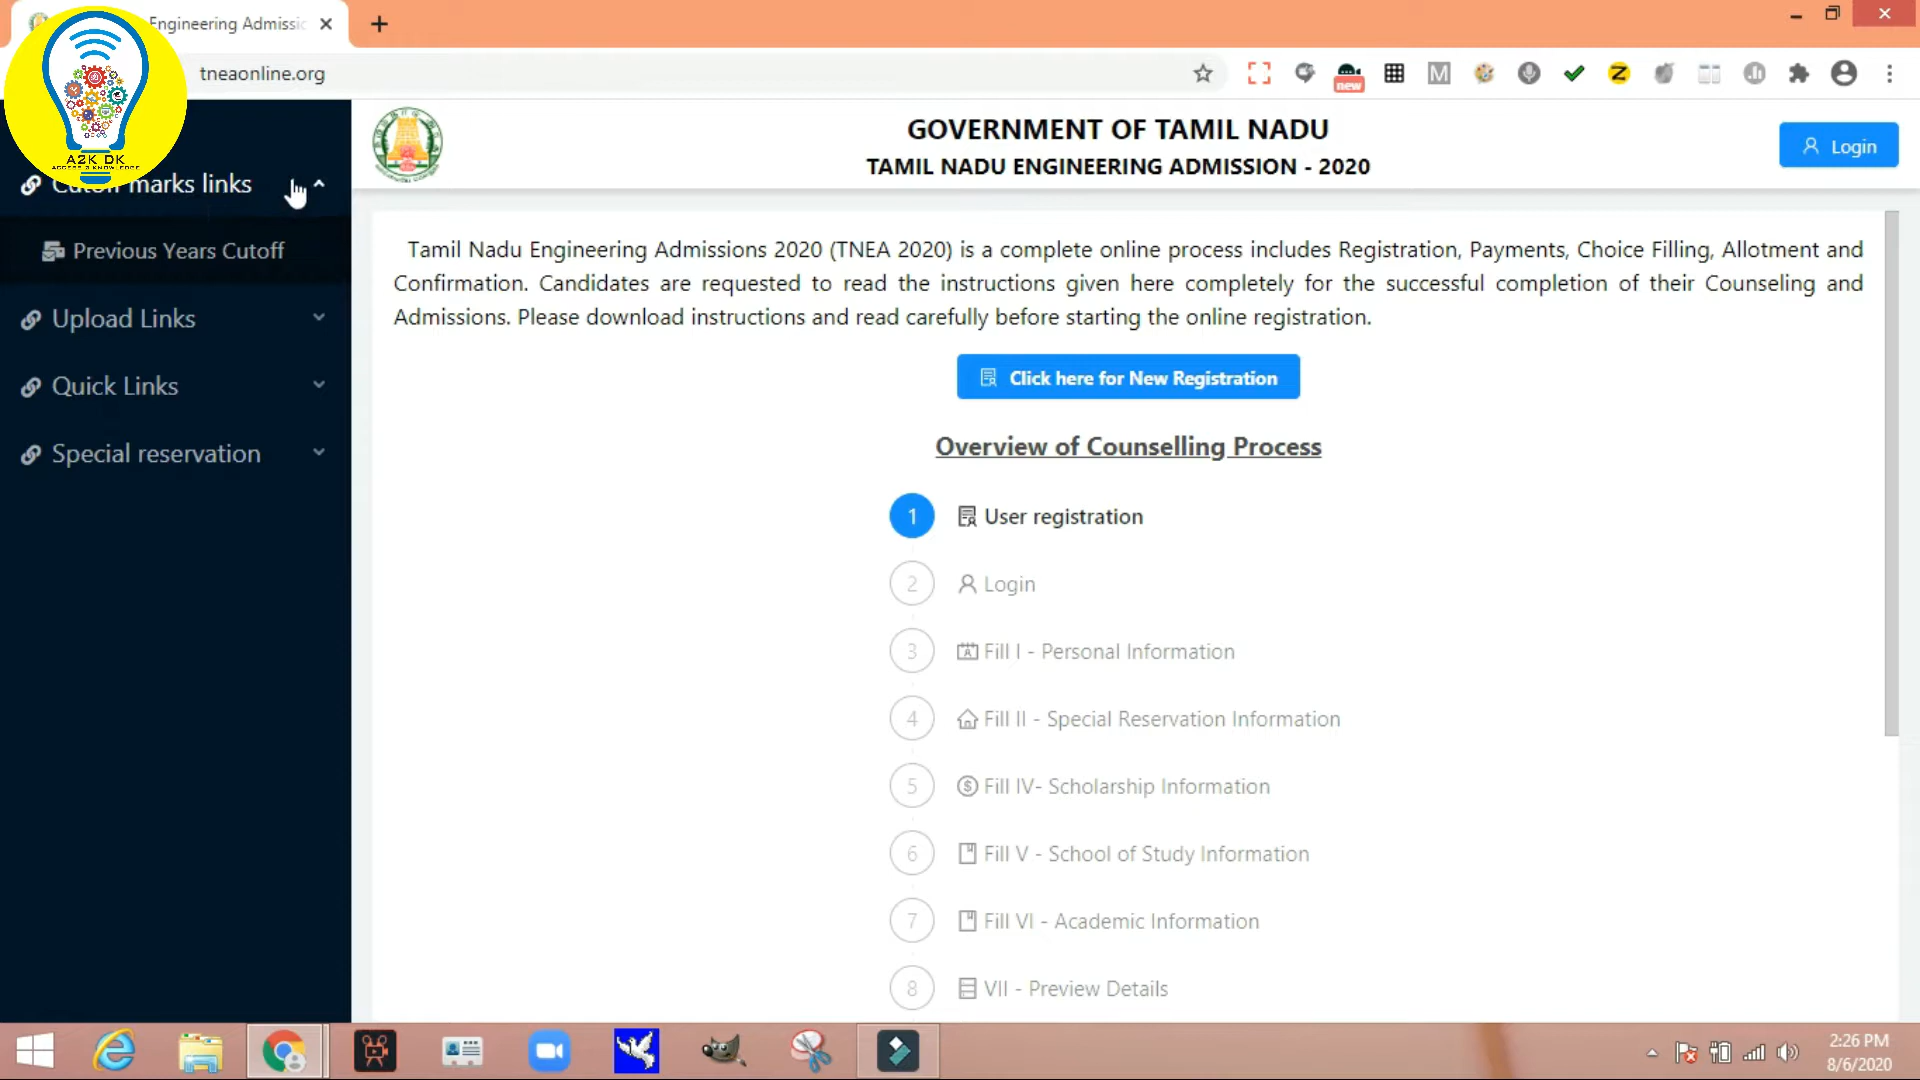 Engineering Admissic
tneaonline.org
new
M
z
A2K DK
ACCESS 2 KNOWLEDGE
GOVERNMENT OF TAMIL NADU
TAMIL NADU ENGINEERING ADMISSION - 2020
Login
Cutoff marks links
Previous Years Cutoff
Upload Links
Quick Links
Special reservation
Tamil Nadu Engineering Admissions 2020 (TNEA 2020) is a complete online process includes Registration, Payments, Choice Filling, Allotment and
Confirmation. Candidates are requested to read the instructions given here completely for the successful completion of their Counseling and
Admissions. Please download instructions and read carefully before starting the online registration.
Click here for New Registration
Overview of Counselling Process
1 User registration
2 Login
3 Fill I - Personal Information
4 Fill II - Special Reservation Information
5 Fill IV- Scholarship Information
6 Fill V - School of Study Information
7 Fill VI - Academic Information
8 VII - Preview Details
2:26 PM
8/6/2020